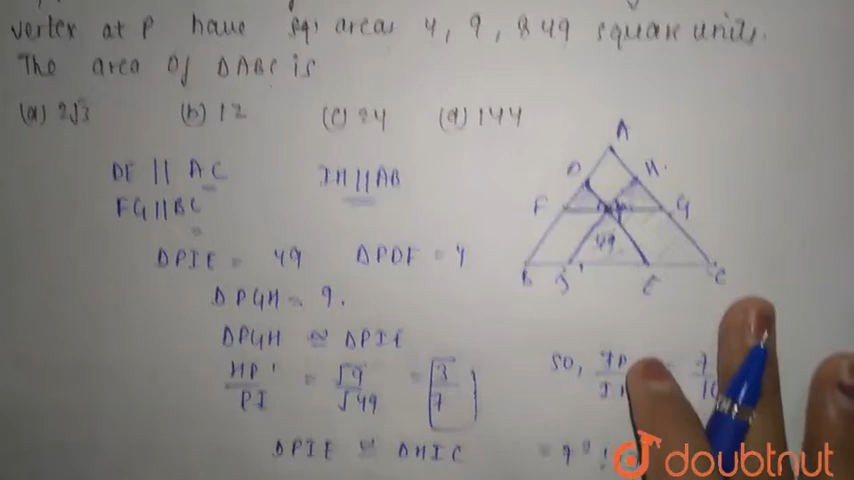 vertex at P have sq. areas 4, 9, & 49 square units.
The area of ΔABC is
(a) 2√3 (b) 12 (c) 24 (d) 144
DE || AC IH || AB
FG || BC
ΔPIE = 49 ΔPDF = 4
ΔPGH = 9.
ΔPGH ≅ ΔPIE
HP / PI = √9 / √49 = 3 / 7
so, 7
ΔPIE ≅ ΔHIC
A
D H
F P G
49
B I E C
doubtnut